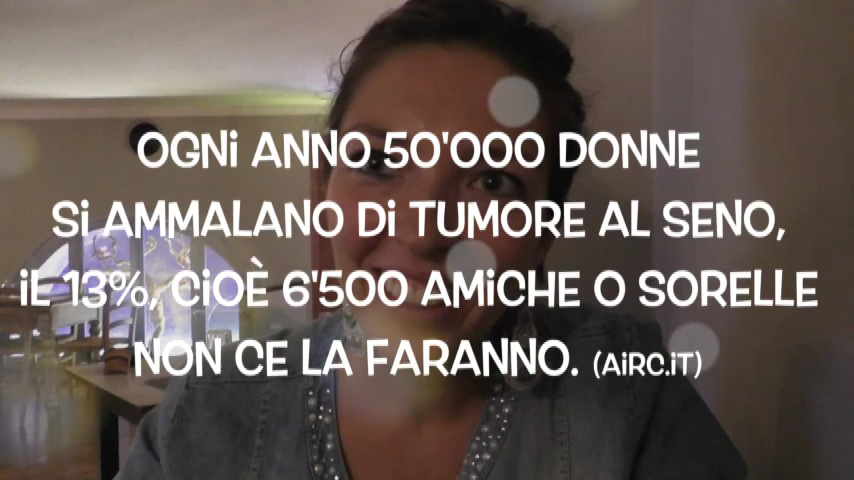 OGNi ANNO 50'000 DONNE
Si AMMALANO Di TUMORE AL SENO,
iL 13%, CiOÈ 6'500 AMiCHE O SORELLE
NON CE LA FARANNO. (AiRC.iT)